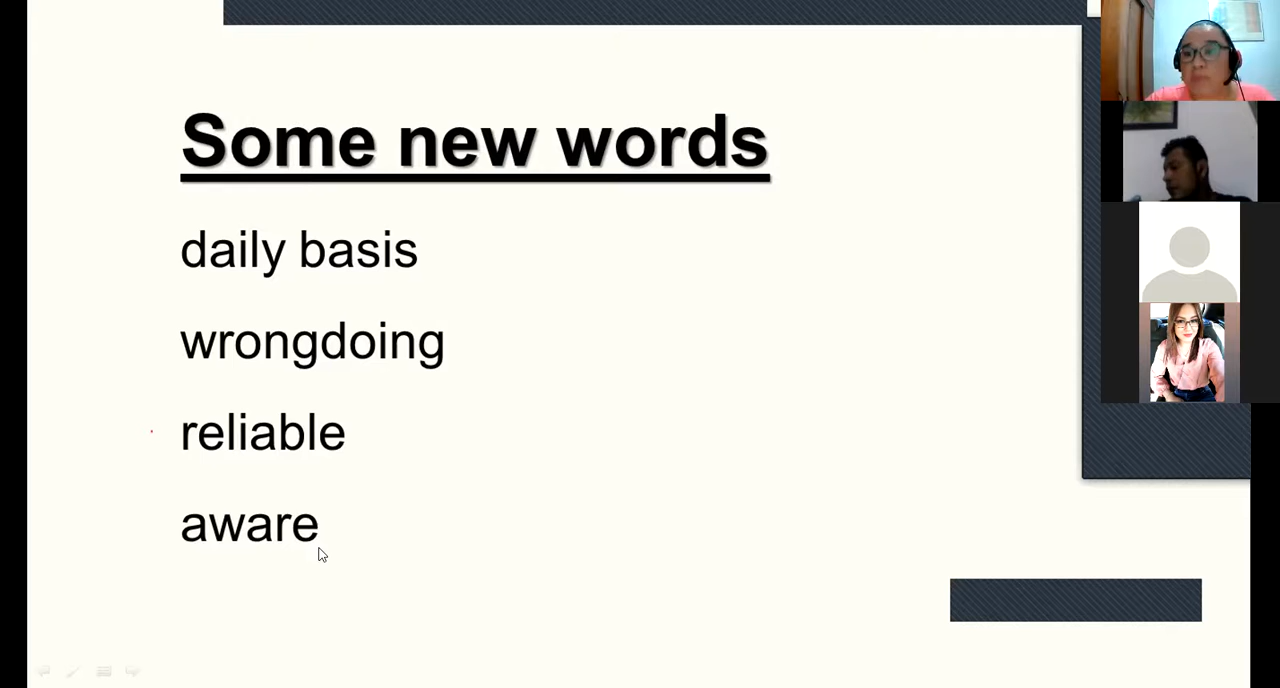 Some new words
daily basis
wrongdoing
reliable
aware